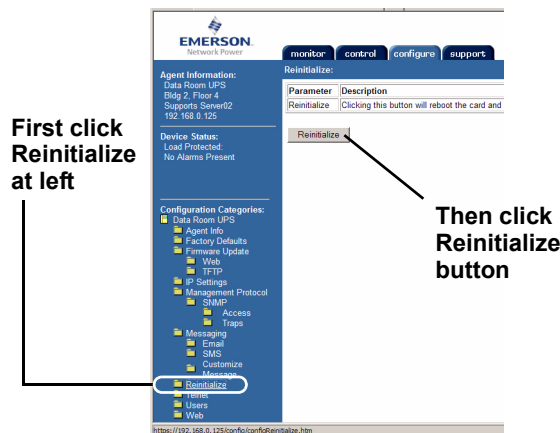 EMERSON.
Network Power
monitor
control
configure
support
Agent Information:
Data Room UPS
Bldg 2, Floor 4
Supports Server02
192.168.0.125
Device Status:
Load Protected:
No Alarms Present
Reinitialize:
Parameter Description
Reinitialize Clicking this button will reboot the card and
Reinitialize
First click
Reinitialize
at left
Then click
Reinitialize
button
Configuration Categories:
Data Room UPS
Agent Info
Factory Defaults
Firmware Update
Web
TFTP
IP Settings
Management Protocol
SNMP
Access
Traps
Messaging
Email
SMS
Customize
Message
Reinitialize
Telnet
Users
Web
https://192.168.0.125/config/configReinitialize.htm